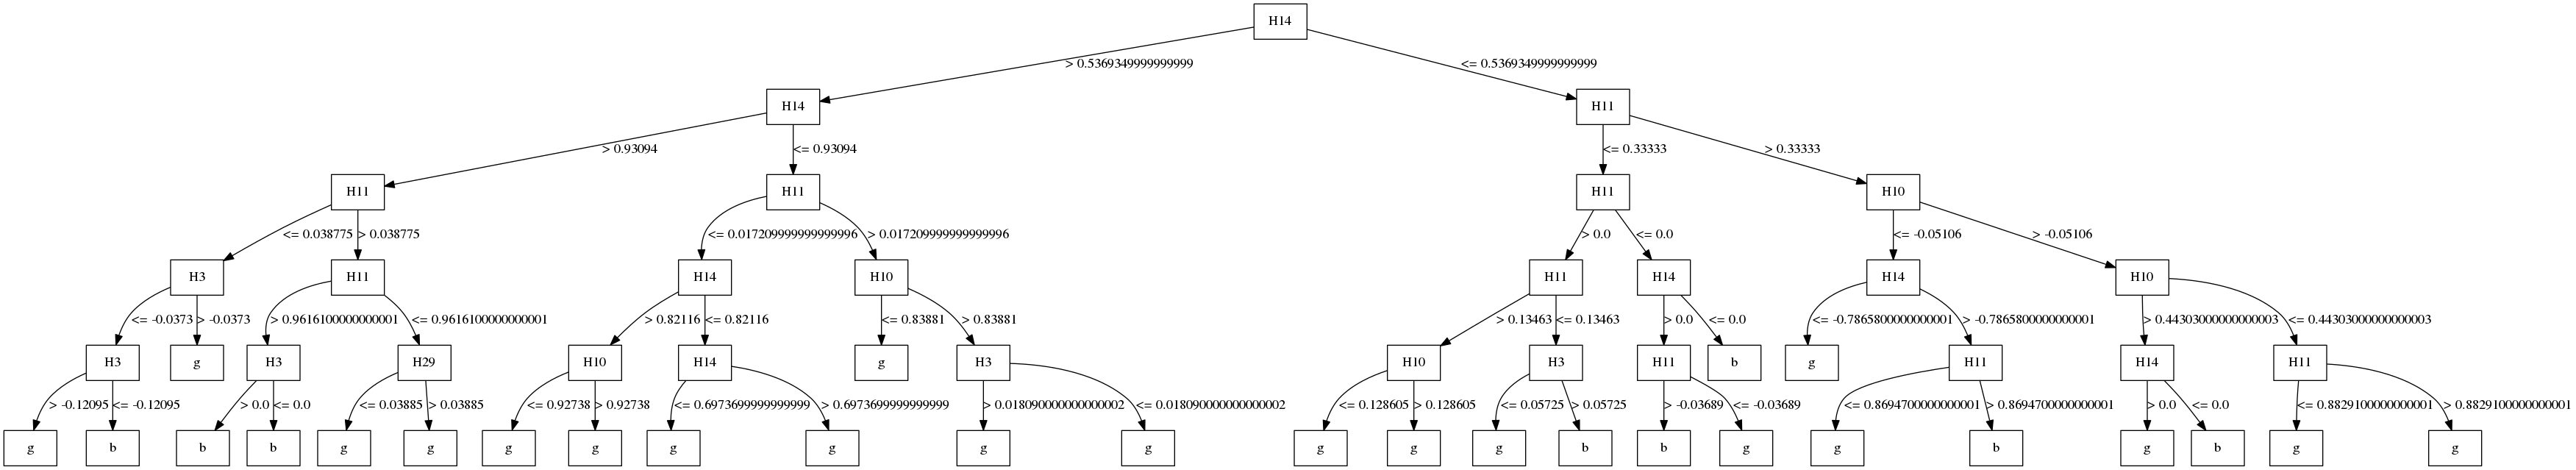 H14
> 0.5369349999999999 <= 0.5369349999999999
H14 H11
> 0.93094 <= 0.93094 <= 0.33333 > 0.33333
H11 H11 H11 H10
<= 0.038775 > 0.038775 <= 0.017209999999999996 > 0.017209999999999996 > 0.0 <= 0.0 <= -0.05106 > -0.05106
H3 H11 H14 H10 H11 H14 H14 H10
<= -0.0373 > -0.0373 > 0.9616100000000001 <= 0.9616100000000001 > 0.82116 <= 0.82116 <= 0.83881 > 0.83881 > 0.13463 <= 0.13463 > 0.0 <= 0.0 <= -0.7865800000000001 > -0.7865800000000001 > 0.44303000000000003 <= 0.44303000000000003
H3 g H3 H29 H10 H14 g H3 H10 H3 H11 b g H11 H14 H11
> -0.12095 <= -0.12095 > 0.0 <= 0.0 <= 0.03885 > 0.03885 <= 0.92738 > 0.92738 <= 0.6973699999999999 > 0.6973699999999999 > 0.018090000000000002 <= 0.018090000000000002 <= 0.128605 > 0.128605 <= 0.05725 > 0.05725 > -0.03689 <= -0.03689 <= 0.8694700000000001 > 0.8694700000000001 > 0.0 <= 0.0 <= 0.8829100000000001 > 0.8829100000000001
g b b b g g g g g g g g g g g b b g g b g b g g